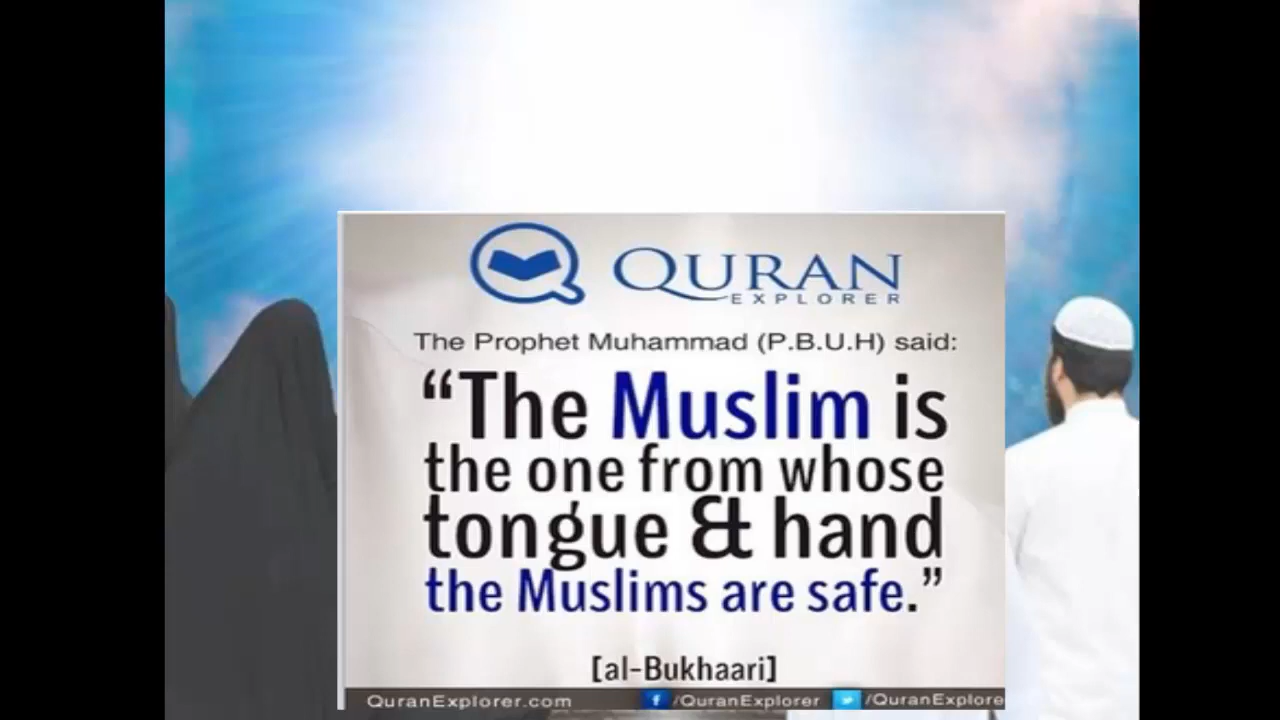 QURAN
EXPLORER
The Prophet Muhammad (P.B.U.H) said:
“The Muslim is
the one from whose
tongue & hand
the Muslims are safe.”
[al-Bukhaari]
QuranExplorer.com f /QuranExplorer /QuranExplore